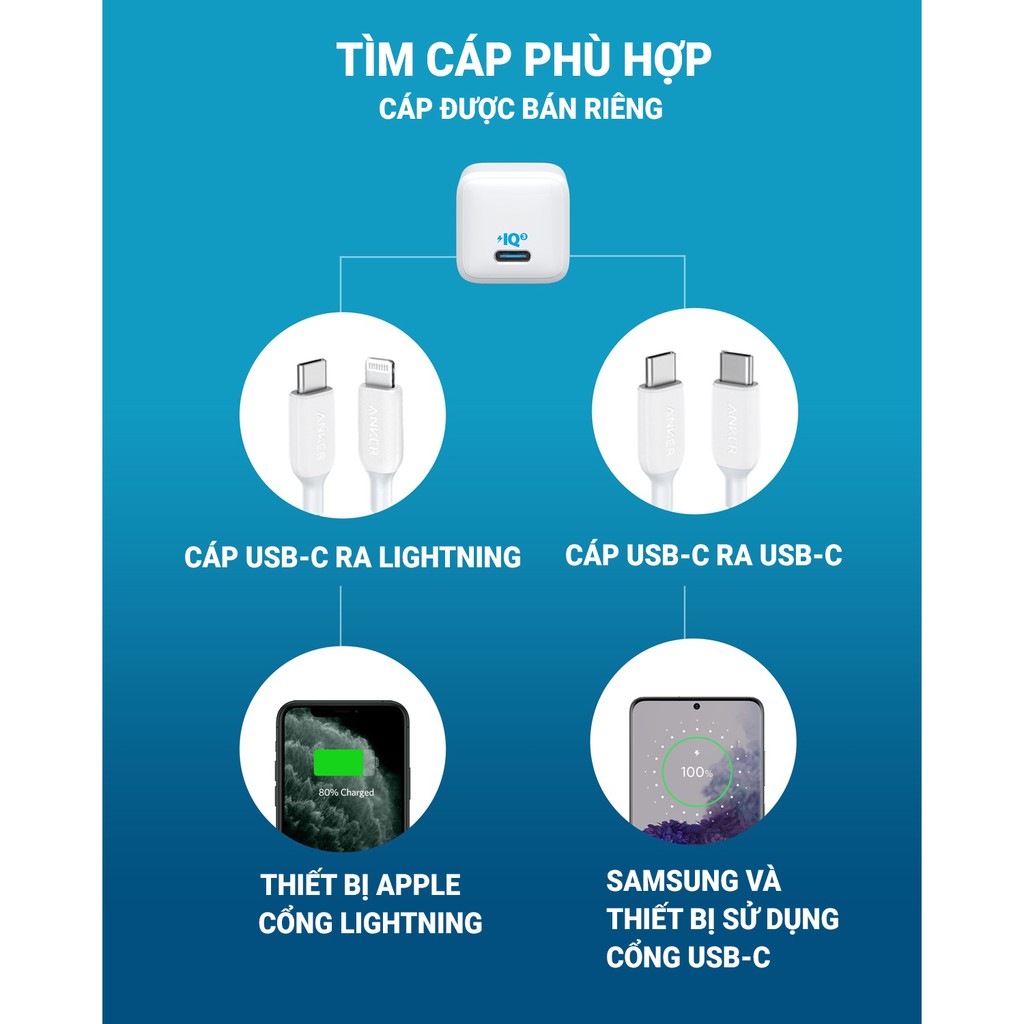 TÌM CÁP PHÙ HỢP
CÁP ĐƯỢC BÁN RIÊNG
IQ3
ANKER
ANKER
ANKER
ANKER
CÁP USB-C RA LIGHTNING
CÁP USB-C RA USB-C
80% Charged
100%
THIẾT BỊ APPLE
CỔNG LIGHTNING
SAMSUNG VÀ
THIẾT BỊ SỬ DỤNG
CỔNG USB-C